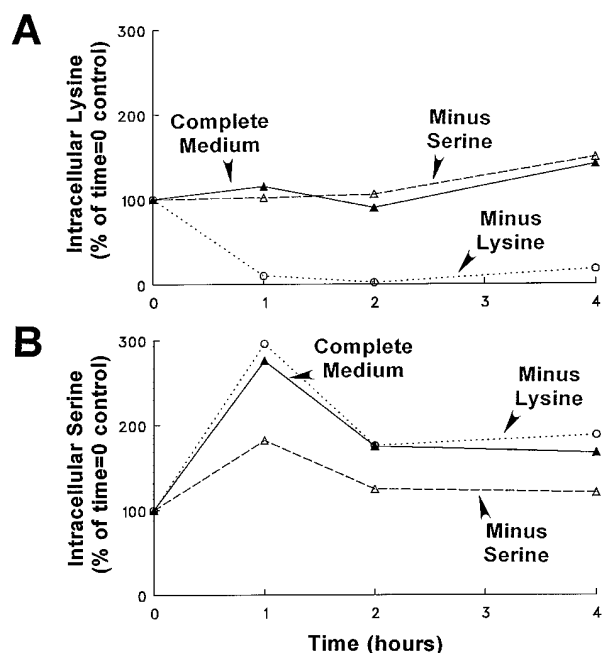 A
Intracellular Lysine
(% of time=0 control)
300
200
100
0
Complete
Medium
Minus
Serine
Minus
Lysine
0 1 2 3 4
B
Intracellular Serine
(% of time=0 control)
300
200
100
0
Complete
Medium
Minus
Lysine
Minus
Serine
0 1 2 3 4
Time (hours)